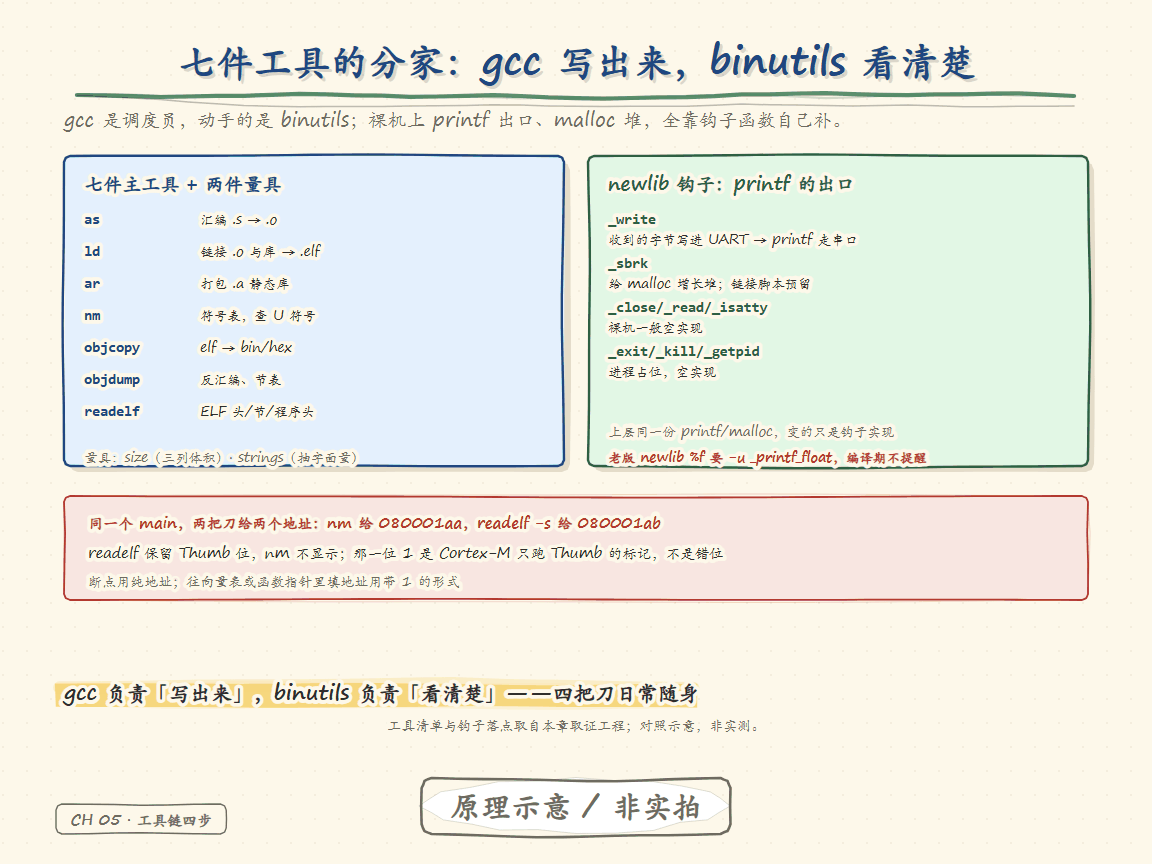 七件工具的分家：gcc 写出来，binutils 看清楚
gcc 是调度员，动手的是 binutils；裸机上 printf 出口、malloc 堆，全靠钩子函数自己补。
七件主工具 + 两件量具
as 汇编 .s → .o
ld 链接 .o 与库 → .elf
ar 打包 .a 静态库
nm 符号表，查 U 符号
objcopy elf → bin/hex
objdump 反汇编、节表
readelf ELF 头/节/程序头
量具：size（三列体积）· strings（抽字面量）
newlib 钩子：printf 的出口
_write
收到的字节写进 UART → printf 走串口
_sbrk
给 malloc 增长堆；链接脚本预留
_close/_read/_isatty
裸机一般空实现
_exit/_kill/_getpid
进程占位，空实现
上层同一份 printf/malloc，变的只是钩子实现
老版 newlib %f 要 -u _printf_float，编译期不提醒
同一个 main，两把刀给两个地址：nm 给 080001aa，readelf -s 给 080001ab
readelf 保留 Thumb 位，nm 不显示；那一位 1 是 Cortex-M 只跑 Thumb 的标记，不是错位
断点用纯地址；往向量表或函数指针里填地址用带 1 的形式
gcc 负责「写出来」，binutils 负责「看清楚」——四把刀日常随身
工具清单与钩子落点取自本章取证工程；对照示意，非实测。
原理示意 / 非实拍
CH 05 · 工具链四步